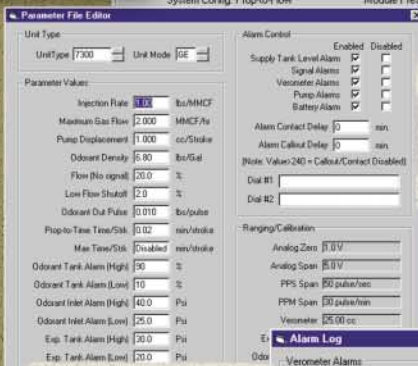 System Config: Prop-to-Flow
Parameter File Editor
Unit Type
UnitType 7300 Unit Mode GE
Parameter Values
Injection Rate 1.00 lbs/MMCF
Maximum Gas Flow 2.000 MMCF/hr
Pump Displacement 1.000 cc/Stroke
Odorant Density 6.80 lbs/Gal
Flow (No signal) 20.0 %
Low Flow Shutoff 2.0 %
Odorant Out Pulse 0.010 lbs/pulse
Prop-to-Time Time/Strk 0.02 min/stroke
Max Time/Strk Disabled min/stroke
Odorant Tank Alarm (High) 90 %
Odorant Tank Alarm (Low) 10 %
Odorant Inlet Alarm (High) 40.0 Psi
Odorant Inlet Alarm (Low) 25.0 Psi
Exp. Tank Alarm (High) 30.0 Psi
Exp. Tank Alarm (Low) 20.0 Psi
Alarm Control
Enabled Disabled
Supply Tank Level Alarm
Signal Alarms
Verometer Alarms
Pump Alarms
Battery Alarm
Alarm Contact Delay 0 min.
Alarm Callout Delay 0 min.
(Note: Value>240 = Callout/Contact Disabled)
Dial #1
Dial #2
Ranging/Calibration
Analog Zero 1.0 V
Analog Span 5.0 V
PPS Span 50 pulse/sec
PPM Span 30 pulse/min
Verometer 25.00 cc
Alarm Log
Verometer Alarms